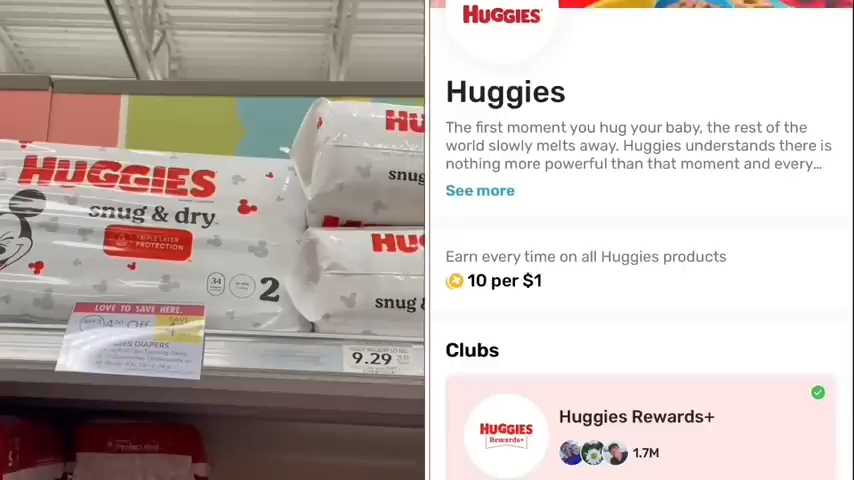 HUGGIES
snug & dry
TRIPLE LAYER
PROTECTION
34
2
HU
snug
HU
snug &
LOVE TO SAVE HERE.
Off
SAVE
DIAPERS
9.29
HUGGIES
Huggies
The first moment you hug your baby, the rest of the
world slowly melts away. Huggies understands there is
nothing more powerful than that moment and every...
See more
Earn every time on all Huggies products
10 per $1
Clubs
HUGGIES
Rewards+
Huggies Rewards+
1.7M